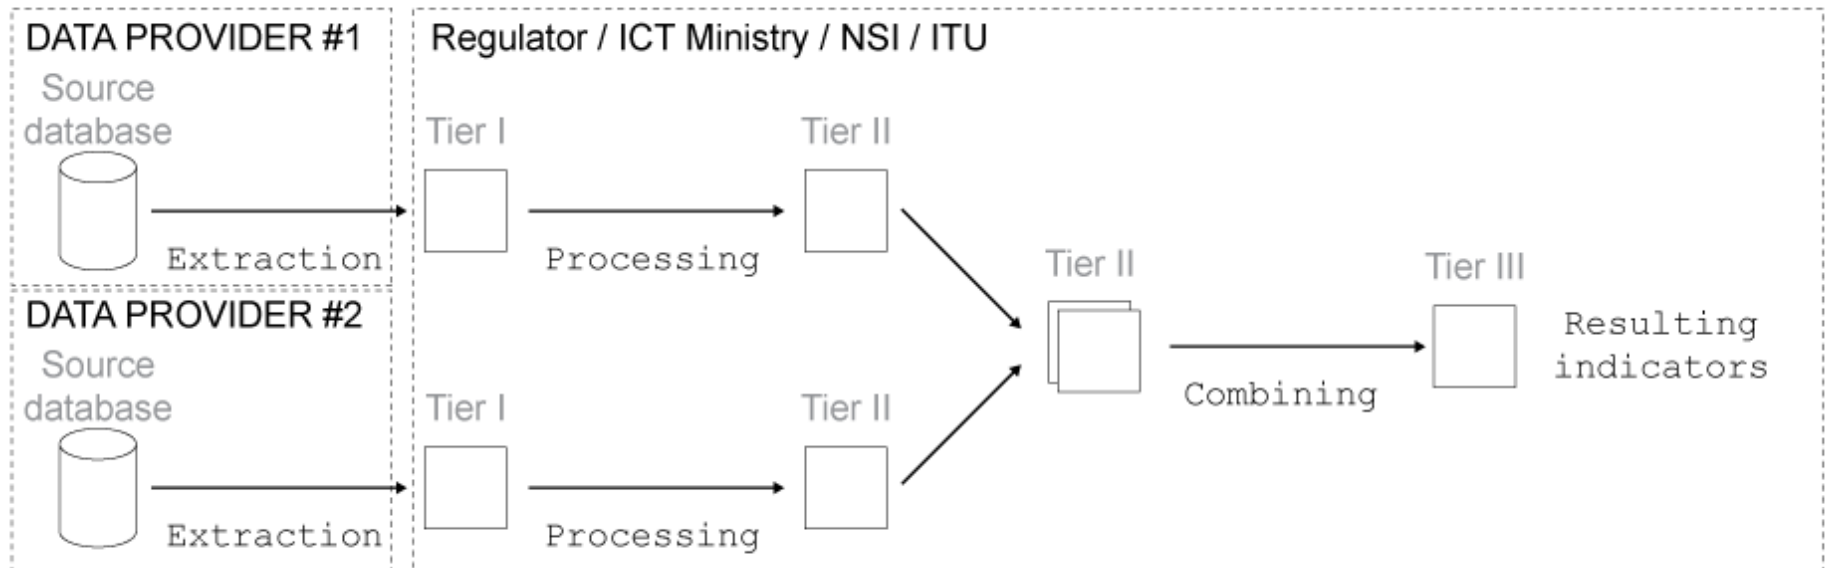 DATA PROVIDER #1
Source
database
Extraction
Regulator / ICT Ministry / NSI / ITU
Tier I
Tier II
Processing
DATA PROVIDER #2
Source
database
Extraction
Tier I
Tier II
Processing
Tier II
Combining
Tier III
Resulting
indicators